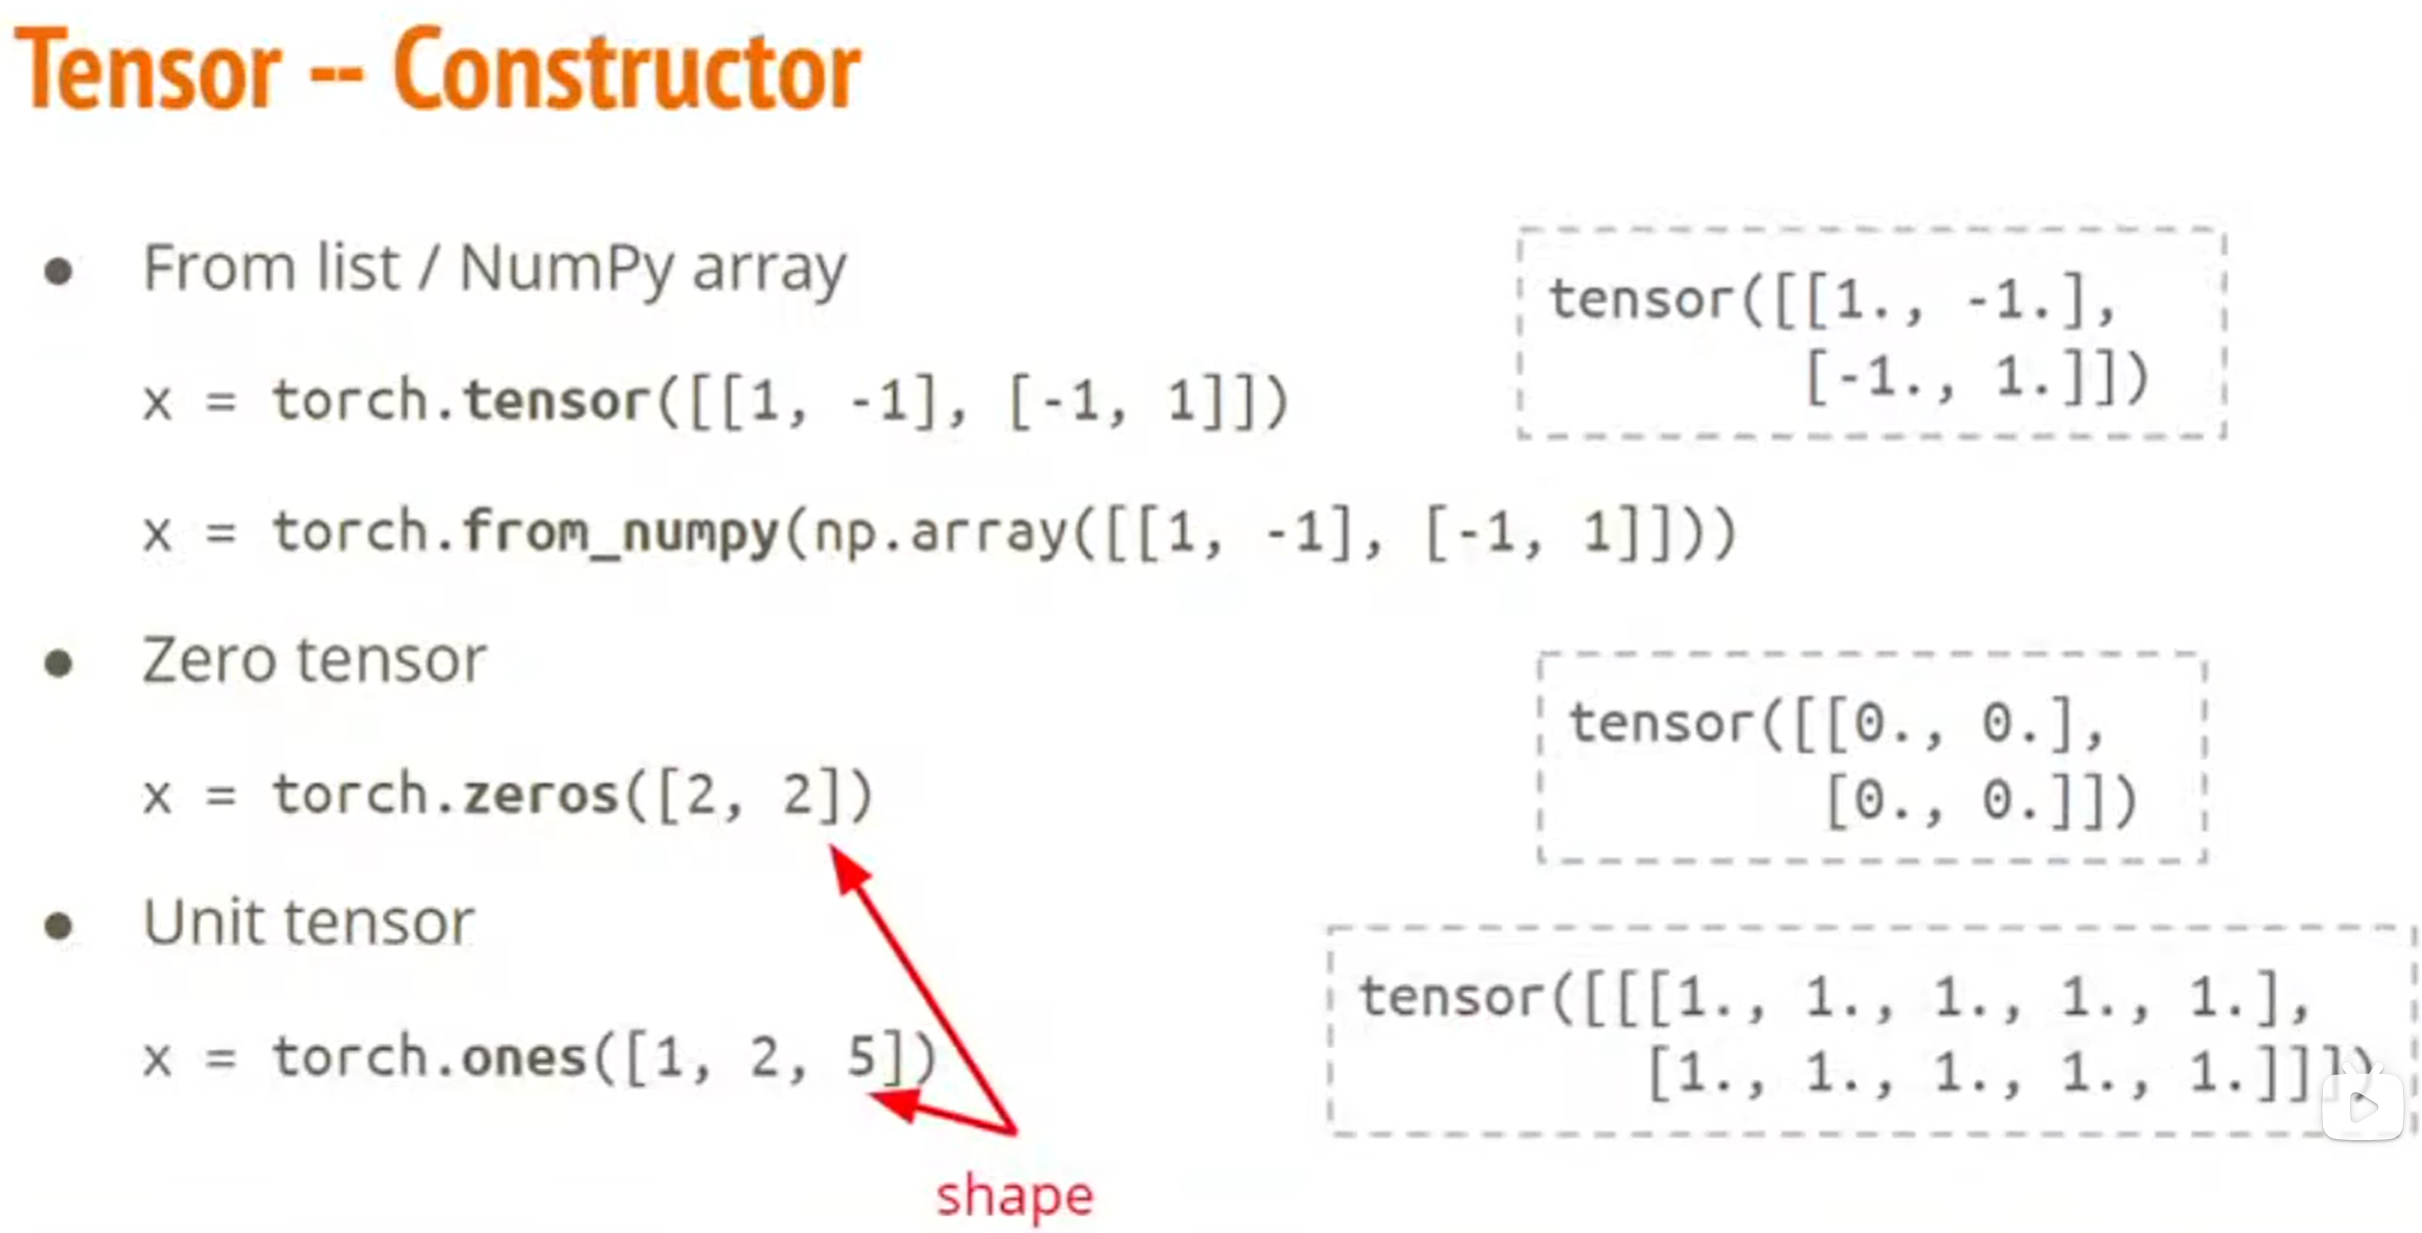 Tensor -- Constructor
● From list / NumPy array
x = torch.tensor([[1, -1], [-1, 1]])
tensor([[1., -1.],
[-1., 1.]])
x = torch.from_numpy(np.array([[1, -1], [-1, 1]]))
● Zero tensor
x = torch.zeros([2, 2])
tensor([[0., 0.],
[0., 0.]])
● Unit tensor
x = torch.ones([1, 2, 5])
tensor([[[1., 1., 1., 1., 1.],
[1., 1., 1., 1., 1.]]])
shape